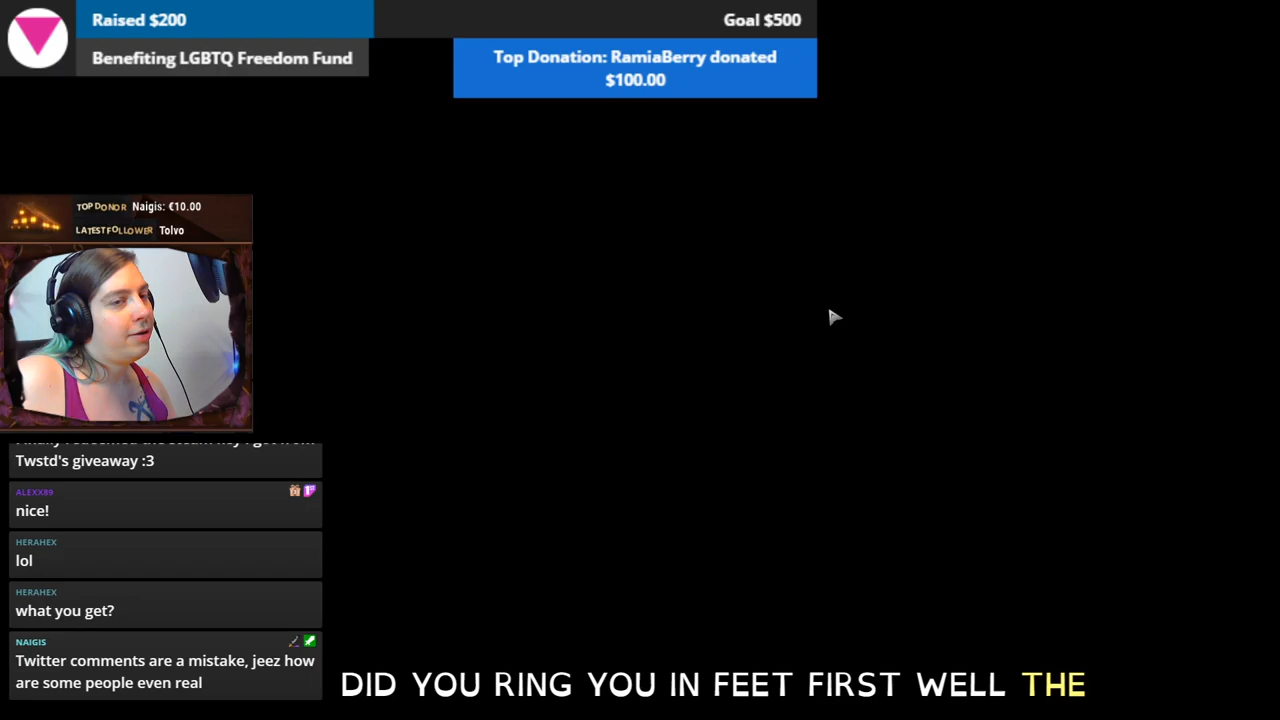 Raised $200
Goal $500
Benefiting LGBTQ Freedom Fund
Top Donation: RamiaBerry donated
$100.00
TOP DONOR Naigis: €10.00
LATEST FOLLOWER Tolvo
Twstd's giveaway :3
ALEXX89
nice!
HERAHEX
lol
HERAHEX
what you get?
NAIGIS
Twitter comments are a mistake, jeez how
are some people even real
DID YOU RING YOU IN FEET FIRST WELL THE